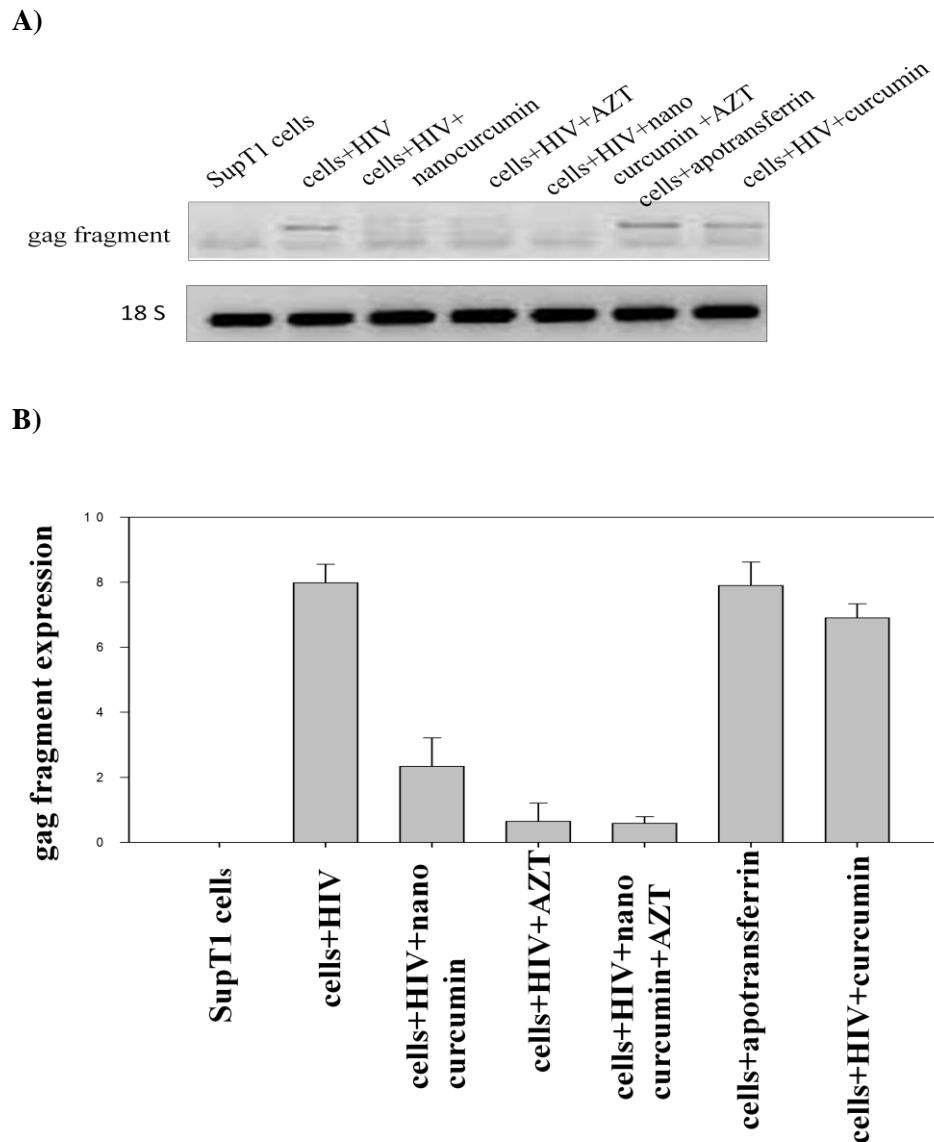 A)
SupT1 cells
cells+HIV
cells+HIV+
nanocurcumin
cells+HIV+AZT
cells+HIV+nano
curcumin +AZT
cells+apotransferrin
cells+HIV+curcumin
gag fragment
18 S
B)
gag fragment expression
10
8
6
4
2
0
SupT1 cells
cells+HIV
cells+HIV+nano
curcumin
cells+HIV+AZT
cells+HIV+nano
curcumin+AZT
cells+apotransferrin
cells+HIV+curcumin